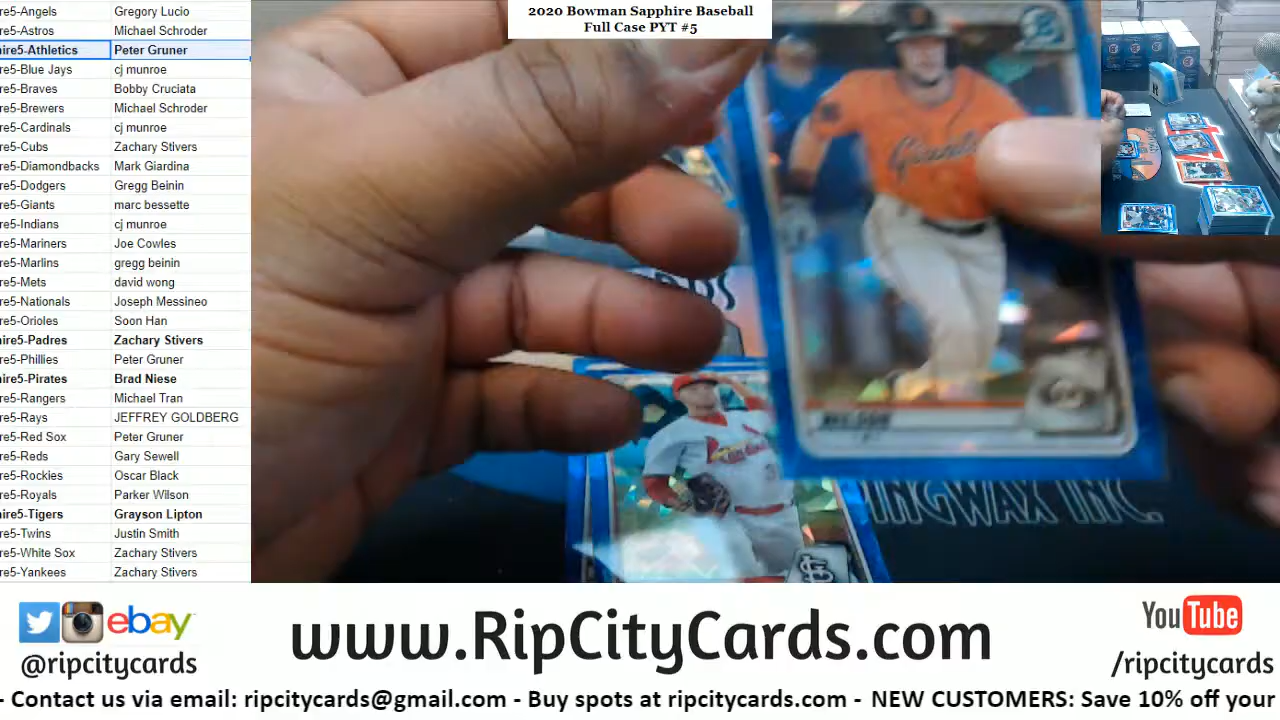 2020 Bowman Sapphire Baseball
Full Case PYT #5
ire5-Angels Gregory Lucio
re5-Astros Michael Schroder
ire5-Athletics Peter Gruner
re5-Blue Jays cj munroe
re5-Braves Bobby Cruciata
re5-Brewers Michael Schroder
re5-Cardinals cj munroe
re5-Cubs Zachary Stivers
re5-Diamondbacks Mark Giardina
re5-Dodgers Gregg Beinin
re5-Giants marc bessette
re5-Indians cj munroe
re5-Mariners Joe Cowles
re5-Marlins gregg beinin
re5-Mets david wong
re5-Nationals Joseph Messineo
re5-Orioles Soon Han
ire5-Padres Zachary Stivers
re5-Phillies Peter Gruner
ire5-Pirates Brad Niese
re5-Rangers Michael Tran
re5-Rays JEFFREY GOLDBERG
re5-Red Sox Peter Gruner
re5-Reds Gary Sewell
re5-Rockies Oscar Black
re5-Royals Parker Wilson
ire5-Tigers Grayson Lipton
re5-Twins Justin Smith
re5-White Sox Zachary Stivers
re5-Yankees Zachary Stivers
Giants
Cardinals
PINGWAX INC.
ebay
@ripcitycards
www.RipCityCards.com
YouTube
/ripcitycards
- Contact us via email: ripcitycards@gmail.com - Buy spots at ripcitycards.com - NEW CUSTOMERS: Save 10% off your